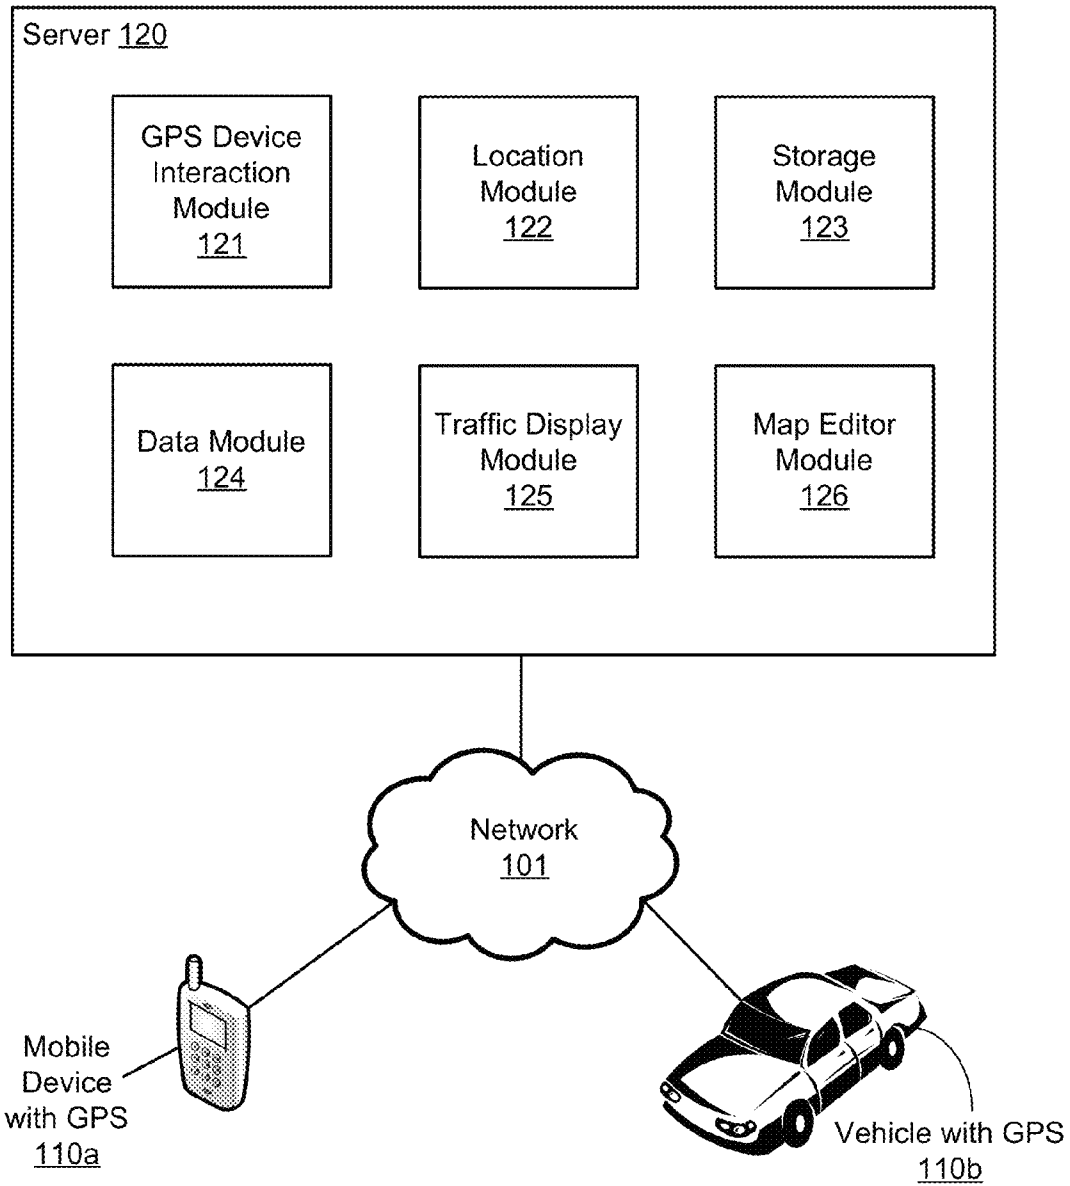 Server 120
GPS Device
Interaction
Module
121
Location
Module
122
Storage
Module
123
Data Module
124
Traffic Display
Module
125
Map Editor
Module
126
Network
101
Mobile
Device
with GPS
110a
Vehicle with GPS
110b